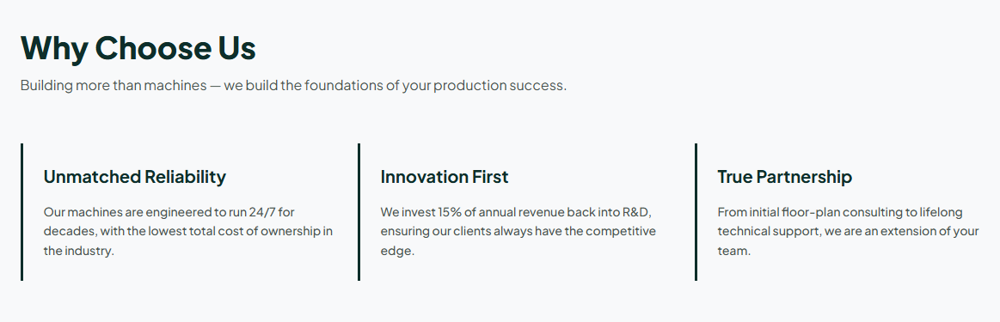 Why Choose Us
Building more than machines — we build the foundations of your production success.
Unmatched Reliability
Our machines are engineered to run 24/7 for
decades, with the lowest total cost of ownership in
the industry.
Innovation First
We invest 15% of annual revenue back into R&D,
ensuring our clients always have the competitive
edge.
True Partnership
From initial floor-plan consulting to lifelong
technical support, we are an extension of your
team.